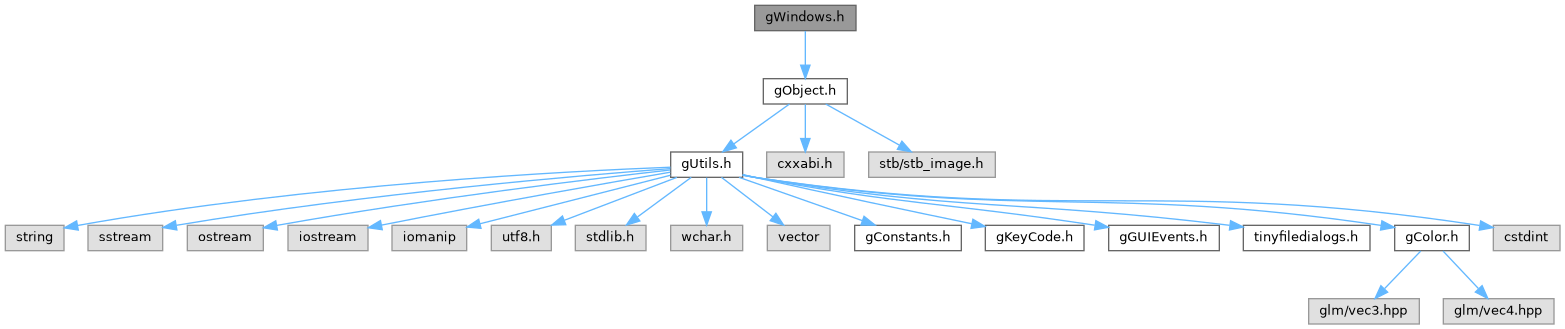 gWindows.h
gObject.h
gUtils.h
cxxabi.h
stb/stb_image.h
string
sstream
ostream
iostream
iomanip
utf8.h
stdlib.h
wchar.h
vector
gConstants.h
gKeyCode.h
gGUIEvents.h
tinyfiledialogs.h
gColor.h
cstdint
glm/vec3.hpp
glm/vec4.hpp